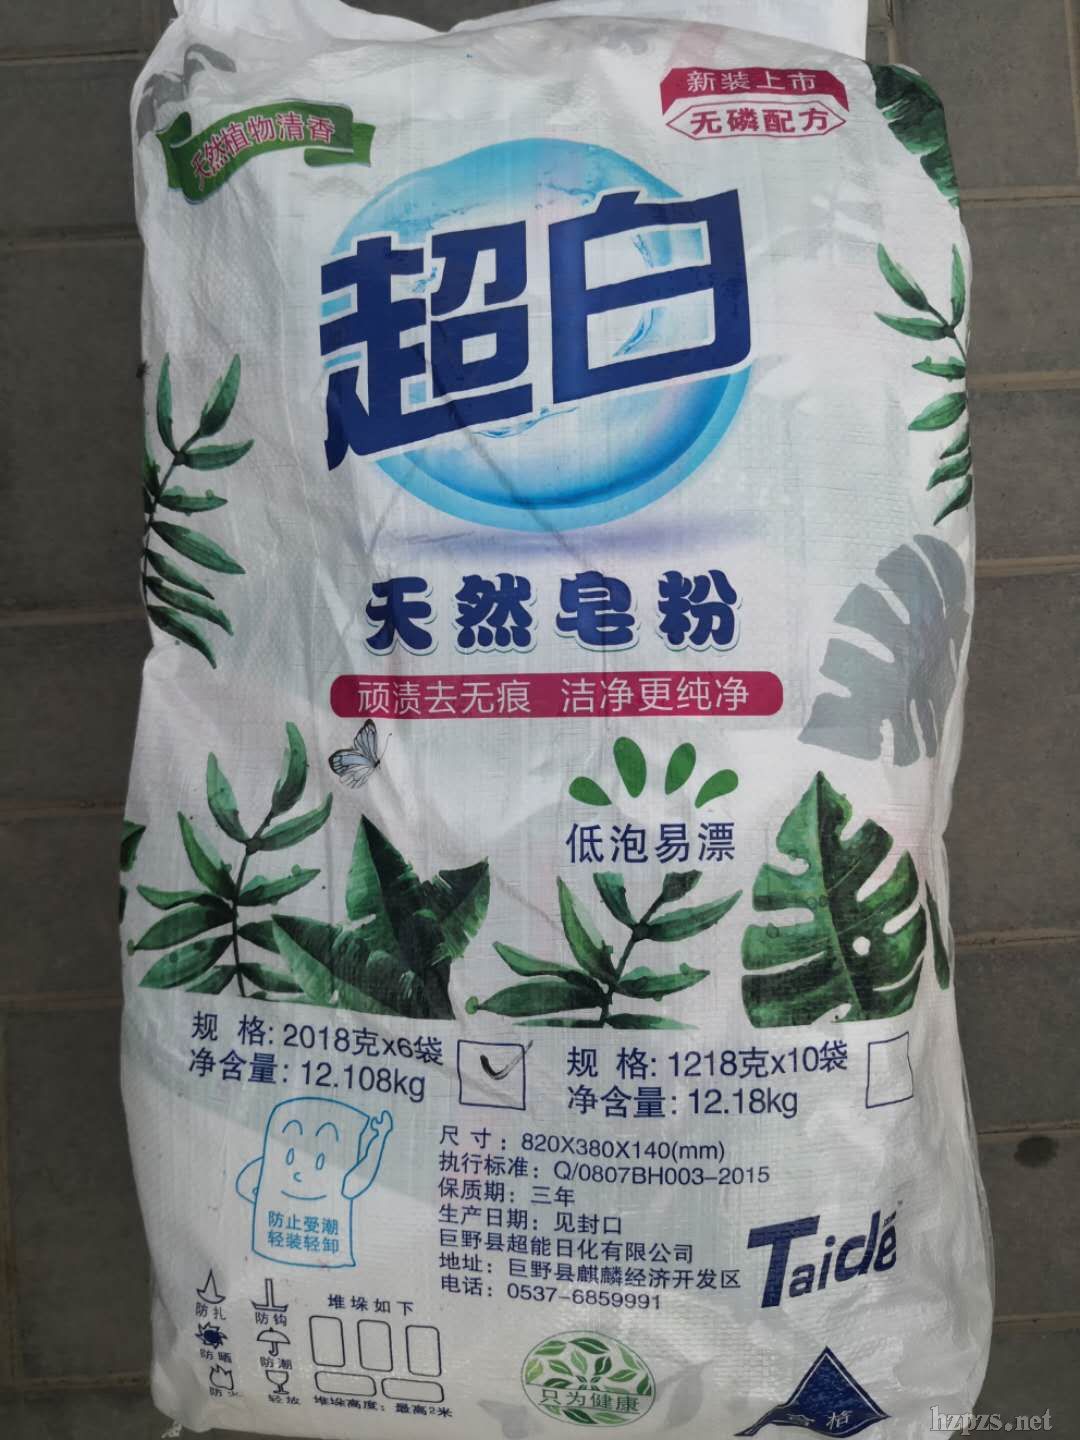 天然植物清香
新装上市
无磷配方
超白
天然皂粉
顽渍去无痕 洁净更纯净
低泡易漂
规 格: 2018克x6袋
净含量: 12.108kg
规 格: 1218克x10袋
净含量: 12.18kg
尺 寸: 820X380X140(mm)
执行标准: Q/0807BH003-2015
保质期: 三年
生产日期: 见封口
巨野县超能日化有限公司
地址: 巨野县麒麟经济开发区
电话: 0537-6859991
防止受潮
轻装轻卸
Taide
防扎
防钩
防晒
防潮
防火
轻放
堆垛如下
堆垛高度: 最高2米
只为健康
合格
hzpzs.net